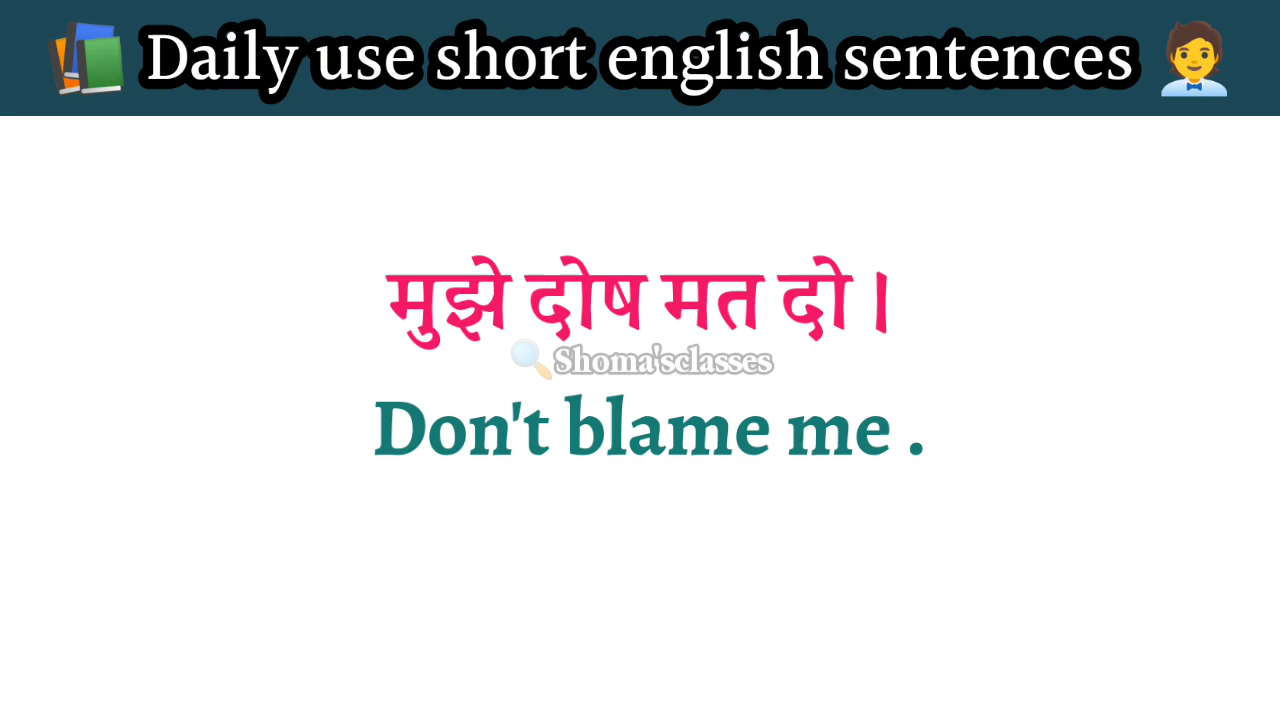 Daily use short english sentences
मुझे दोष मत दो ।
Shoma'sclasses
Don't blame me .